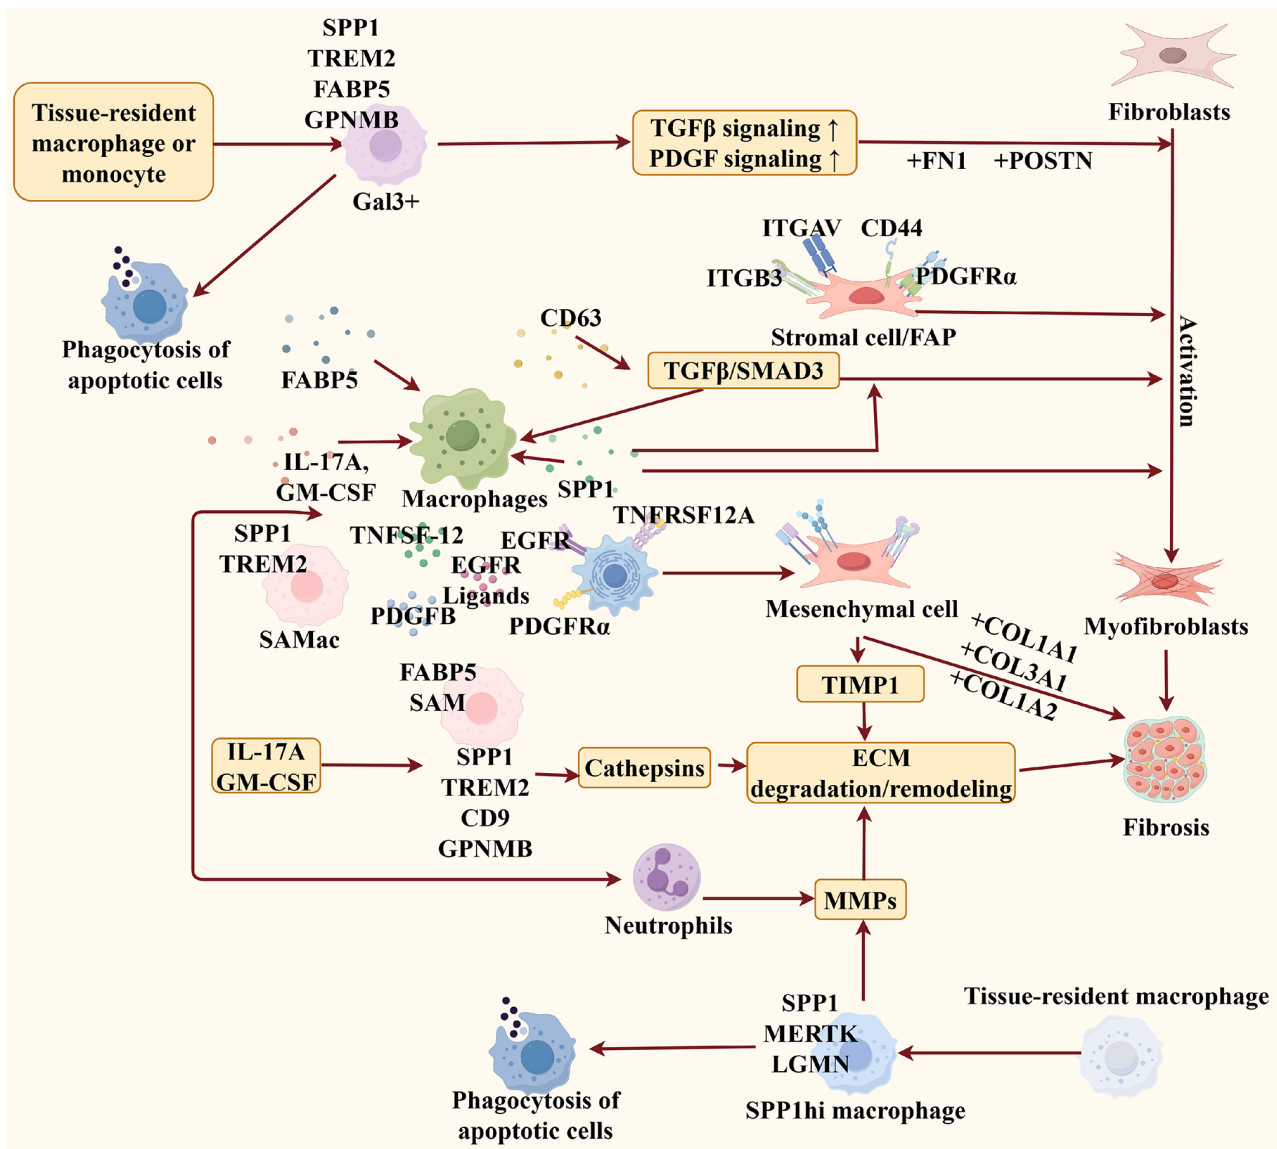 SPP1
TREM2
FABP5
GPNMB
Tissue-resident
macrophage or
monocyte
Gal3+
TGFβ signaling ↑
PDGF signaling ↑
+FN1 +POSTN
Fibroblasts
Phagocytosis of
apoptotic cells
ITGAV
CD44
ITGB3
PDGFRα
Stromal cell/FAP
Activation
FABP5
CD63
TGFβ/SMAD3
IL-17A,
GM-CSF
Macrophages
SPP1
SPP1
TREM2
SAMac
TNFSF-12
EGFR
Ligands
PDGFB
EGFR
TNFRSF12A
PDGFRα
Mesenchymal cell
Myofibroblasts
+COL1A1
+COL3A1
+COL1A2
TIMP1
FABP5
SAM
IL-17A
GM-CSF
SPP1
TREM2
CD9
GPNMB
Cathepsins
ECM
degradation/remodeling
Fibrosis
Neutrophils
MMPs
SPP1
MERTK
LGMN
SPP1hi macrophage
Tissue-resident macrophage
Phagocytosis of
apoptotic cells